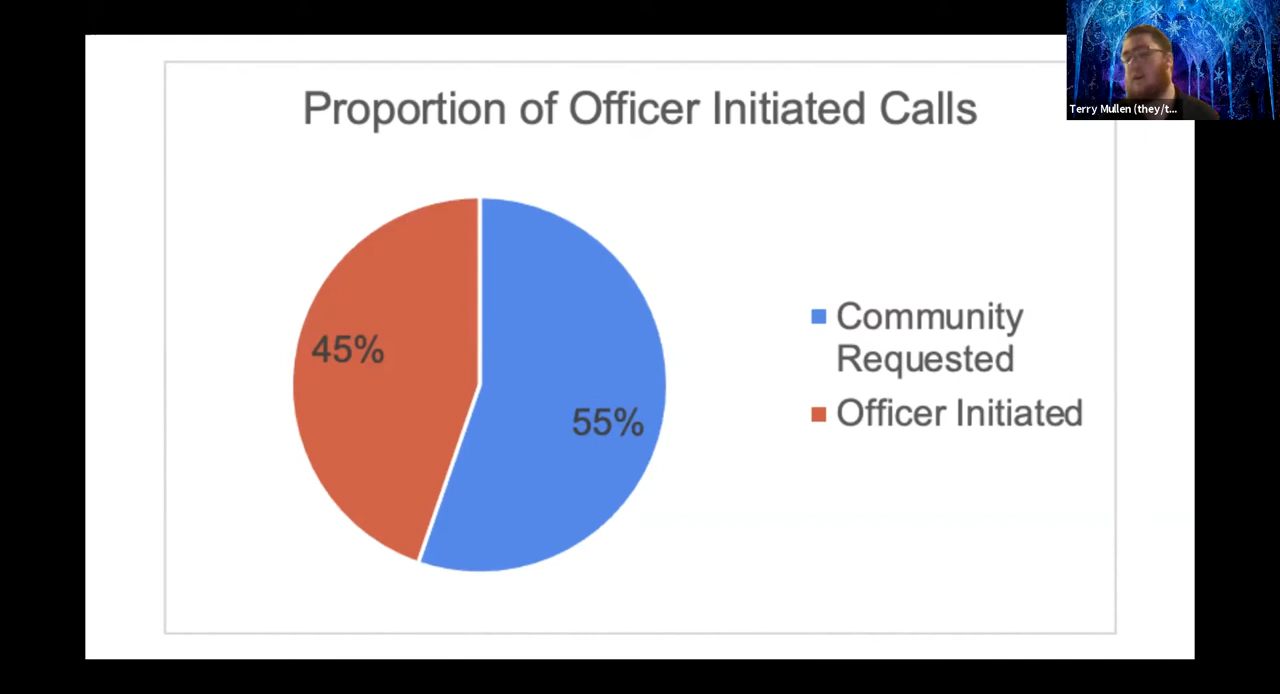 Proportion of Officer Initiated Calls
Terry Mullen (they/t...
45%
55%
Community
Requested
Officer Initiated